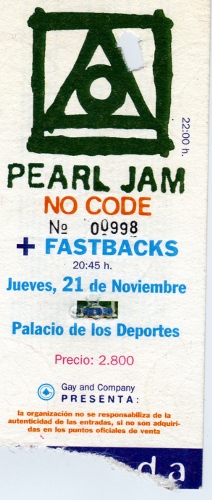 22:00 h.
PEARL JAM
NO CODE
Nº 00998
+ FASTBACKS
20:45 h.
Jueves, 21 de Noviembre
Palacio de los Deportes
Precio: 2.800
Gay and Company
PRESENTA:
la organización no se responsabiliza de la
autenticidad de las entradas, si no son adquiri-
das en los puntos oficiales de venta
da